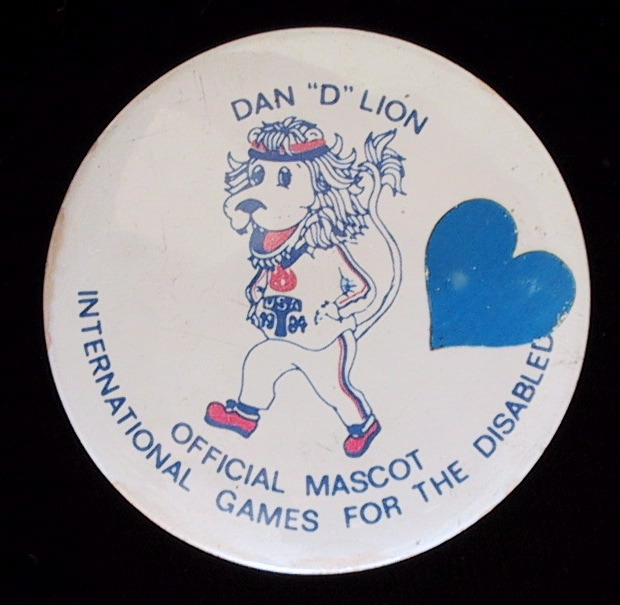 DAN "D" LION
USA
1984
OFFICIAL MASCOT
INTERNATIONAL GAMES FOR THE DISABLED